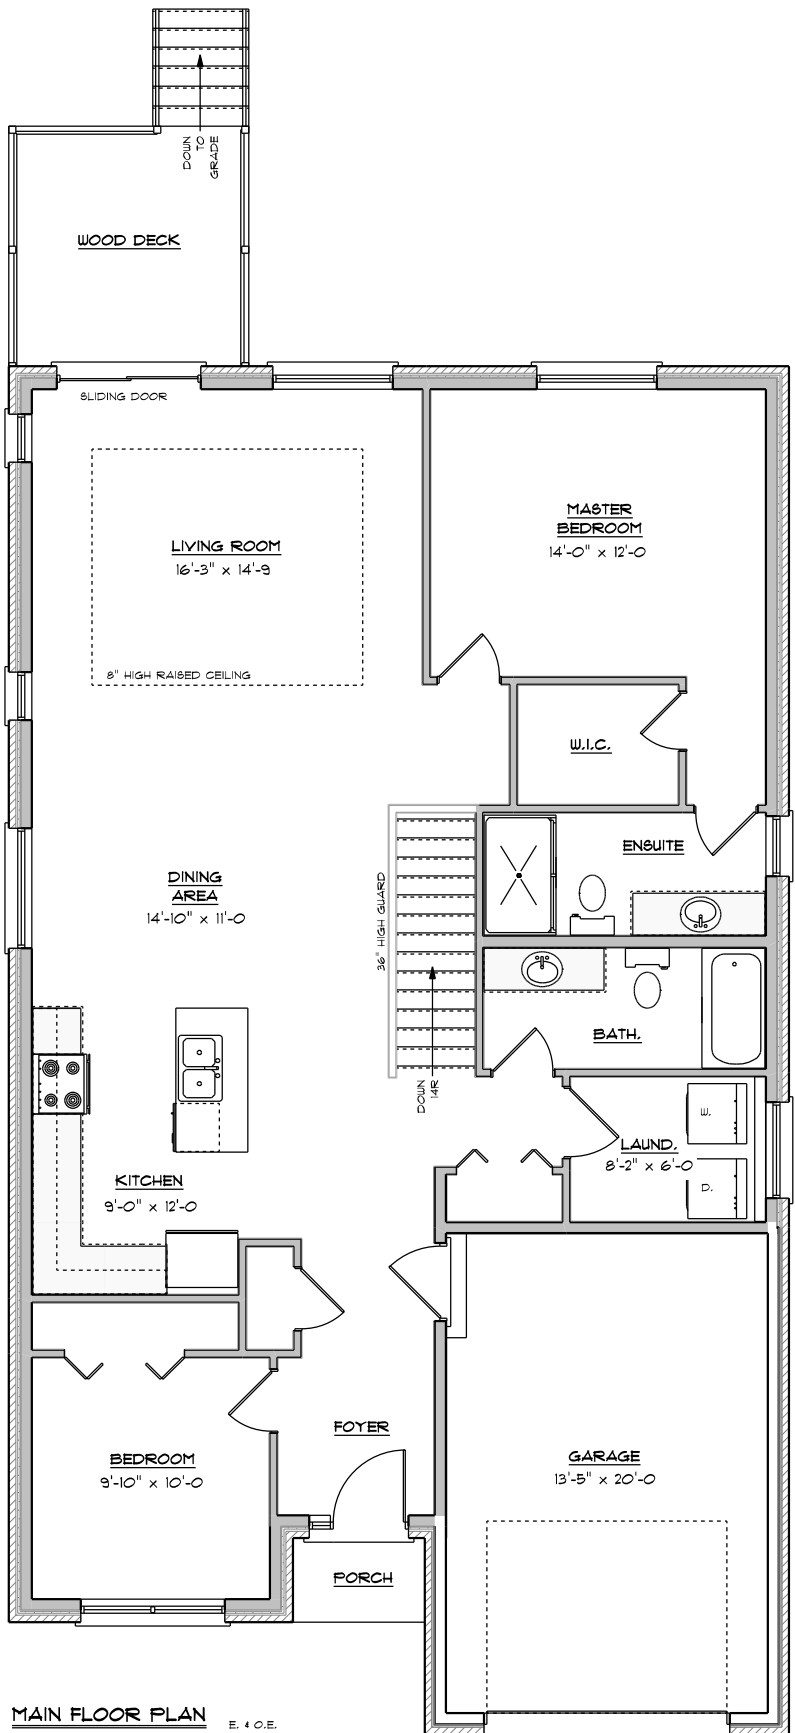 DOWN
TO
GRADE
WOOD DECK
SLIDING DOOR
LIVING ROOM
16'-3" x 14'-9
8" HIGH RAISED CEILING
MASTER
BEDROOM
14'-0" x 12'-0
W.I.C.
ENSUITE
DINING
AREA
14'-10" x 11'-0
36" HIGH GUARD
BATH.
DOWN
14R
W.
LAUND.
8'-2" x 6'-0
D.
KITCHEN
9'-0" x 12'-0
FOYER
BEDROOM
9'-10" x 10'-0
GARAGE
13'-5" x 20'-0
PORCH
MAIN FLOOR PLAN
E. & O.E.